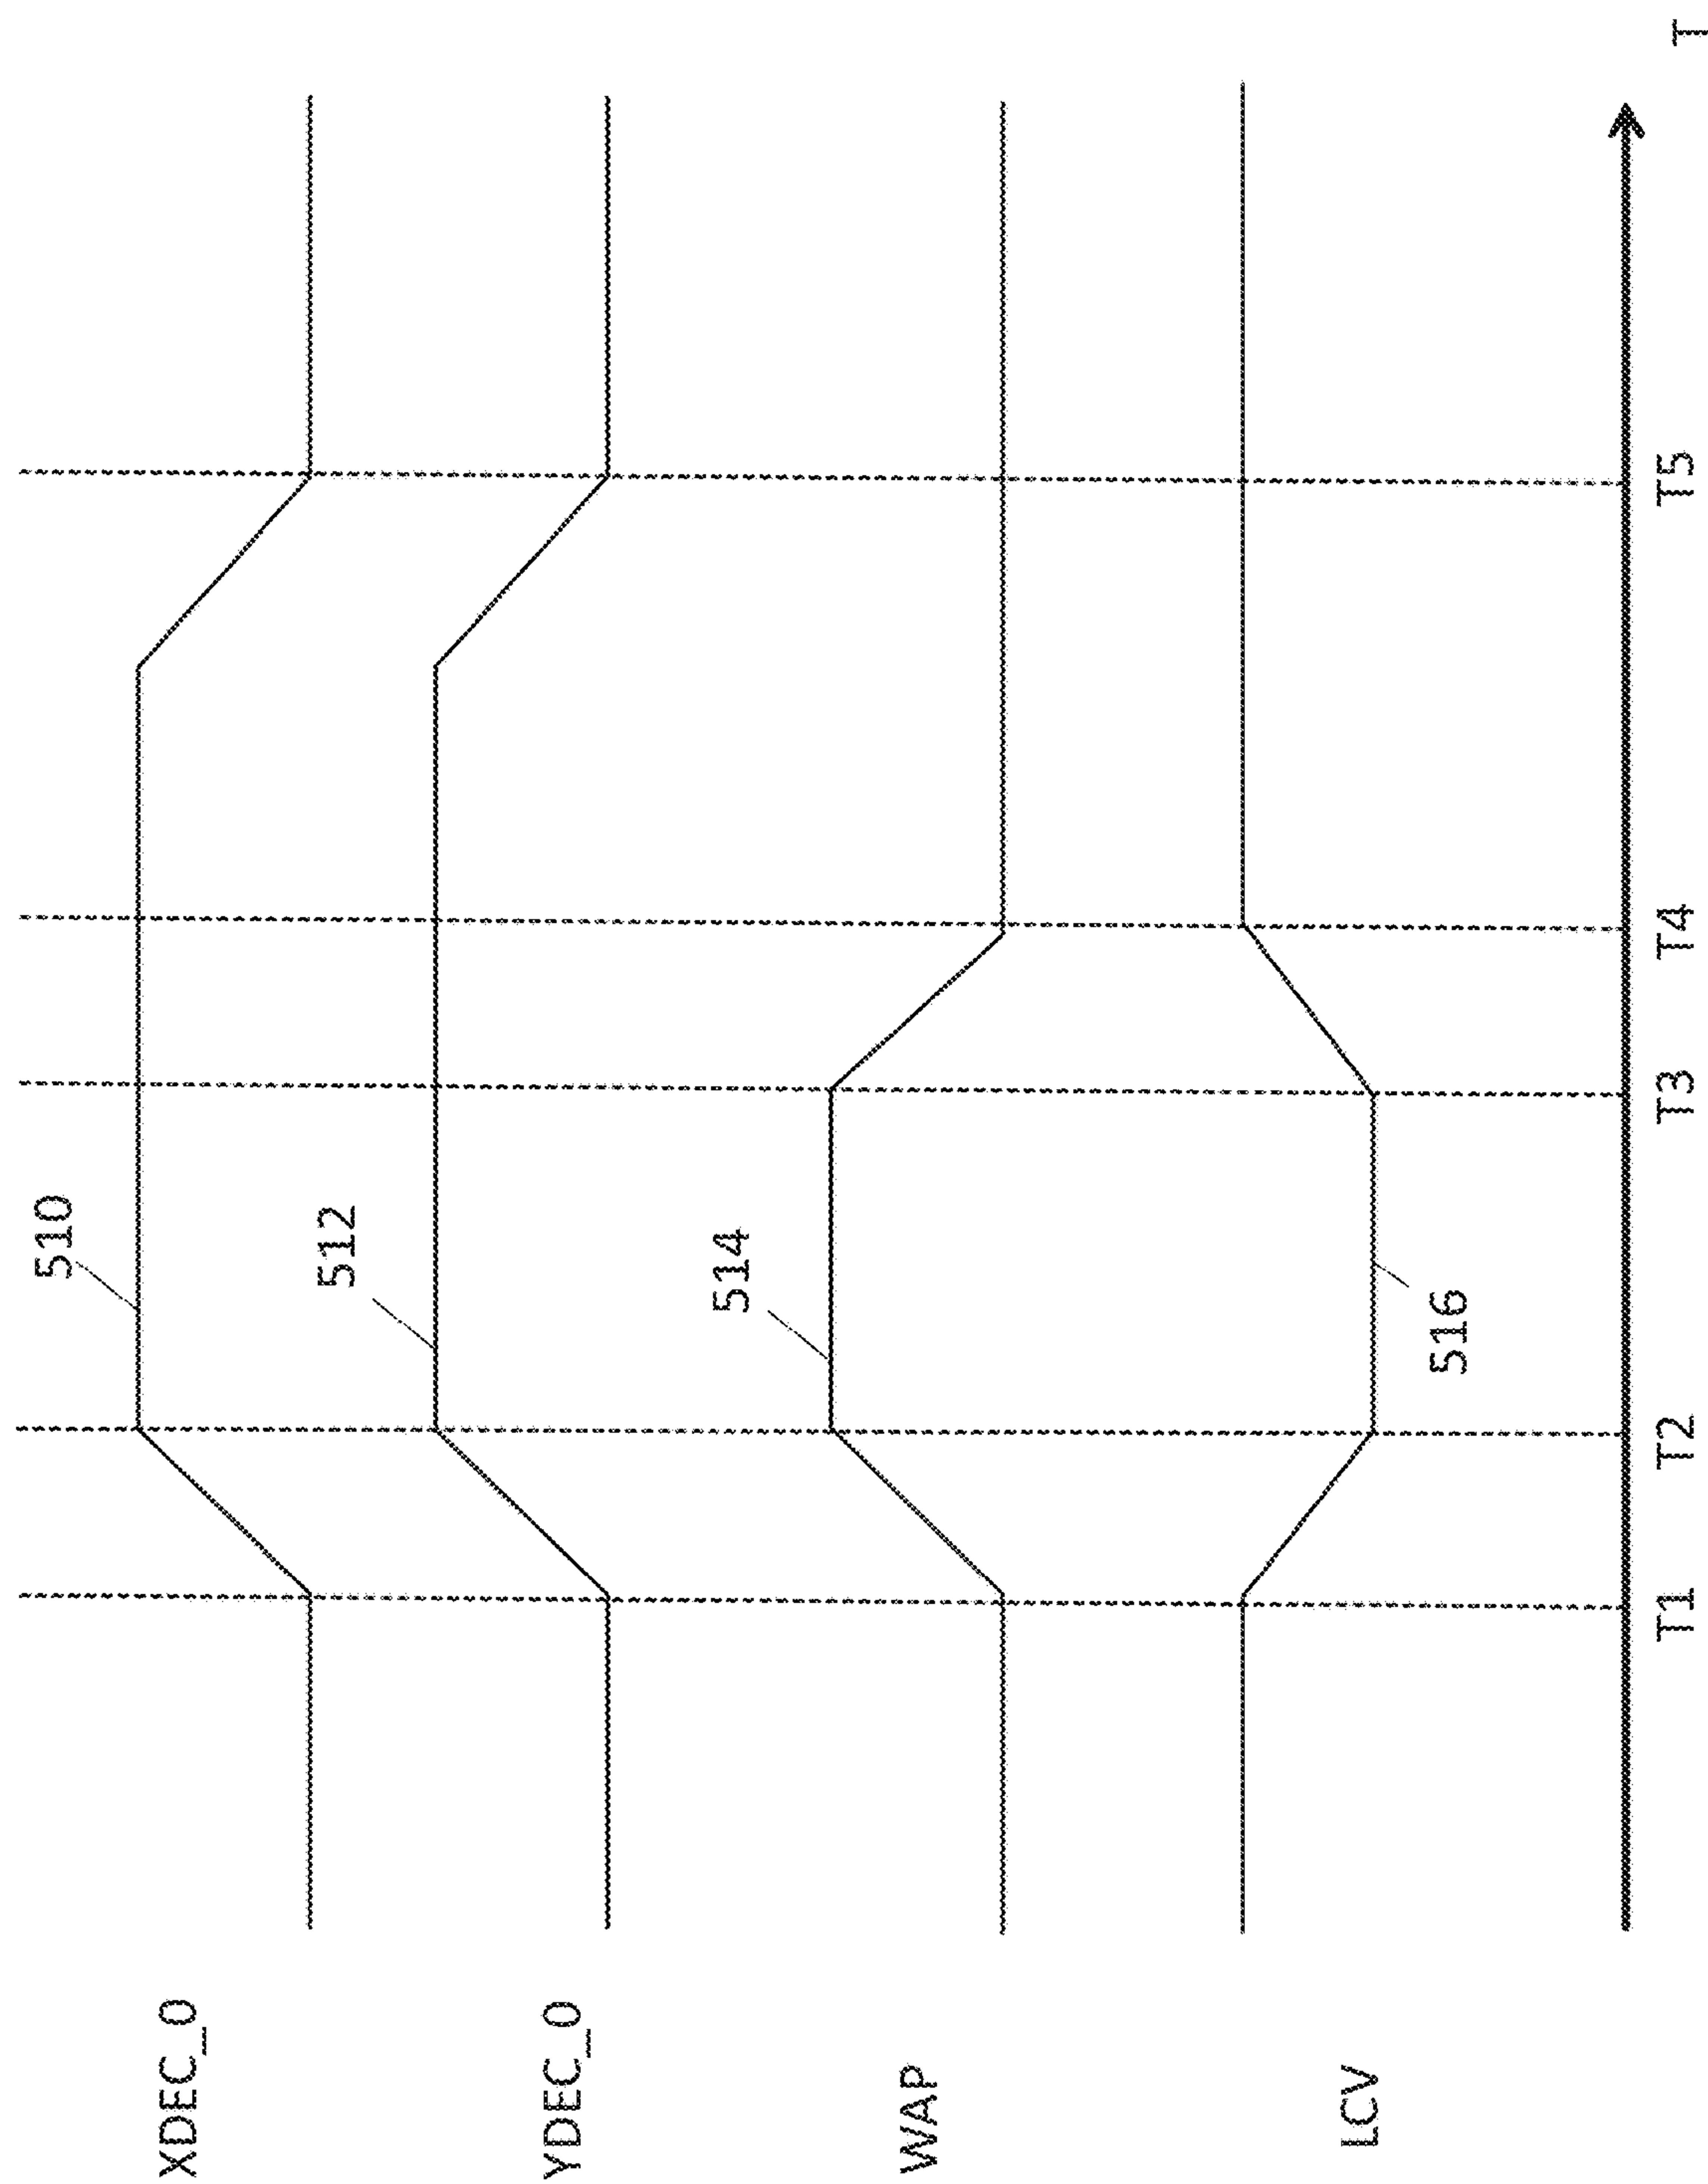 XDEC_0
510
YDEC_0
512
WAP
514
LCV
516
T1 T2 T3 T4 T5 T